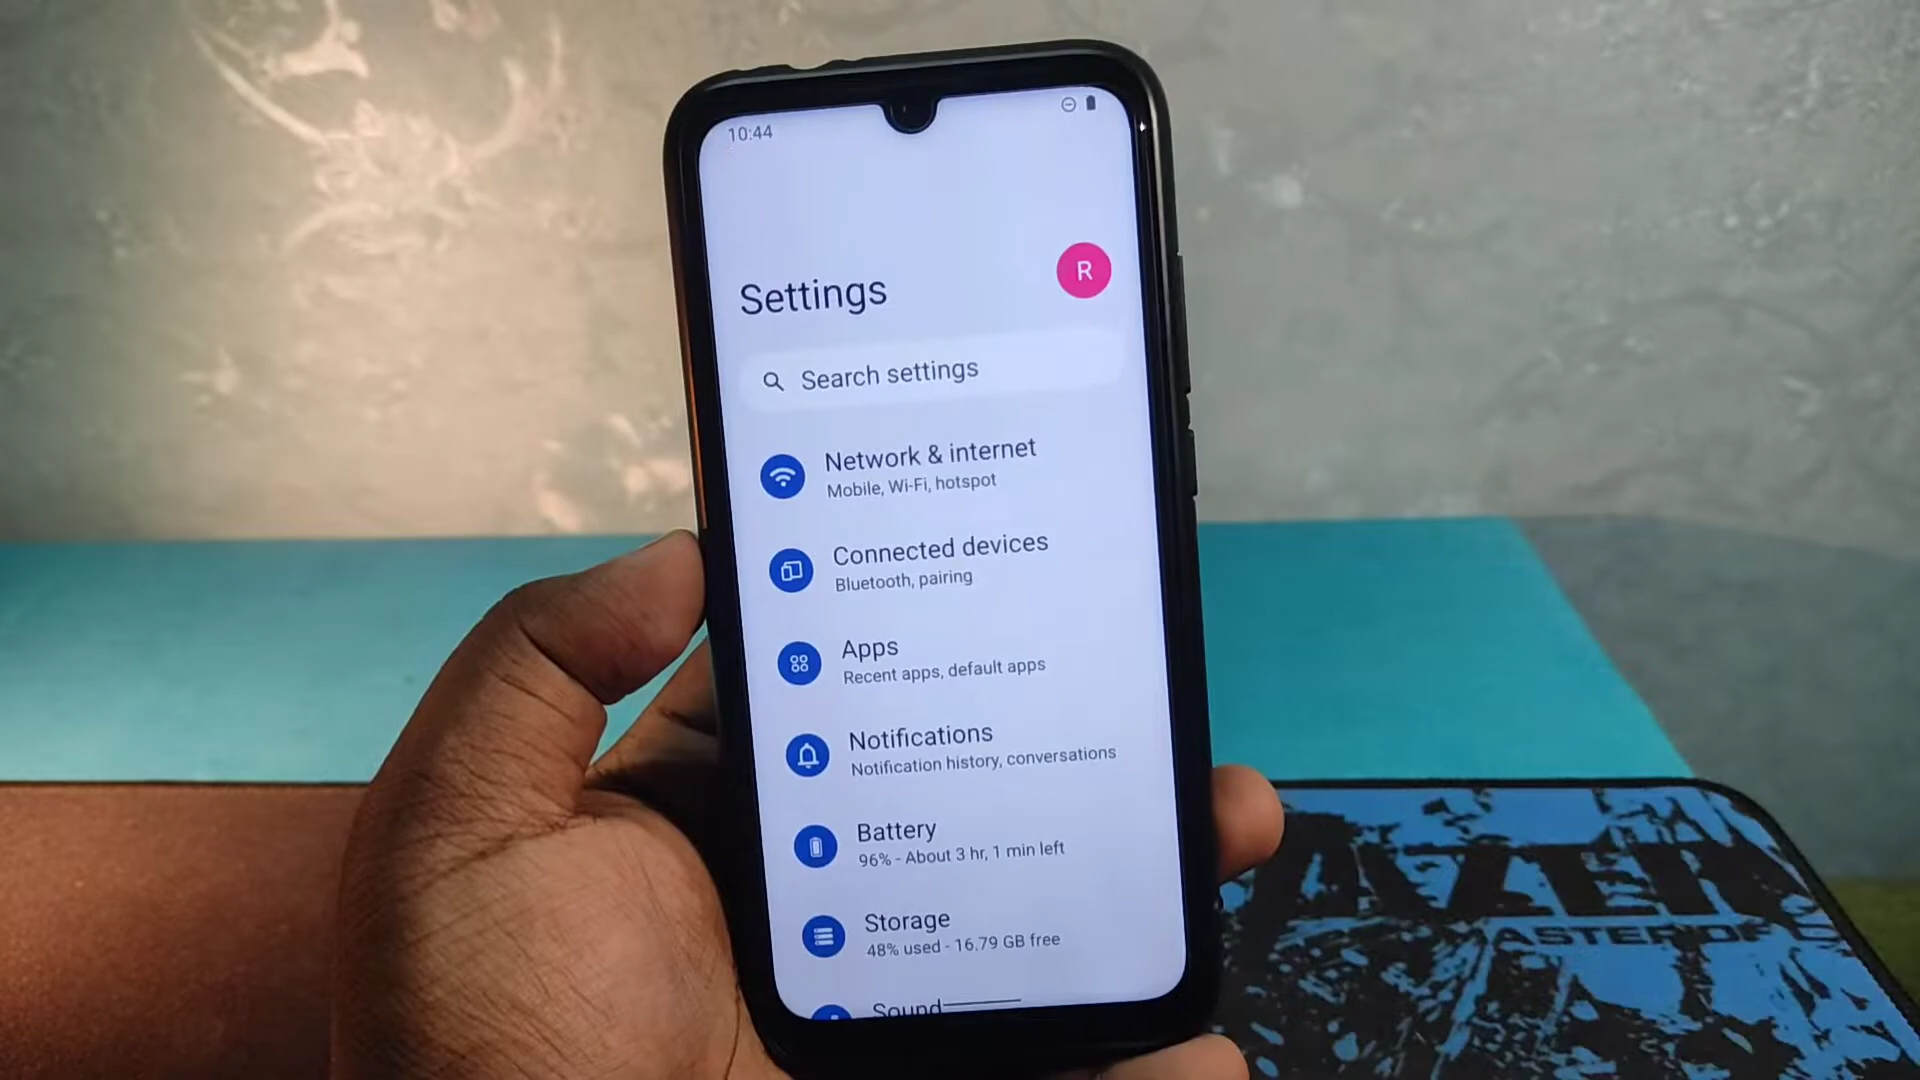 10:44
R
Settings
Search settings
Network & internet
Mobile, Wi-Fi, hotspot
Connected devices
Bluetooth, pairing
Apps
Recent apps, default apps
Notifications
Notification history, conversations
Battery
96% - About 3 hr, 1 min left
Storage
48% used - 16.79 GB free
Sound
MASTER OF